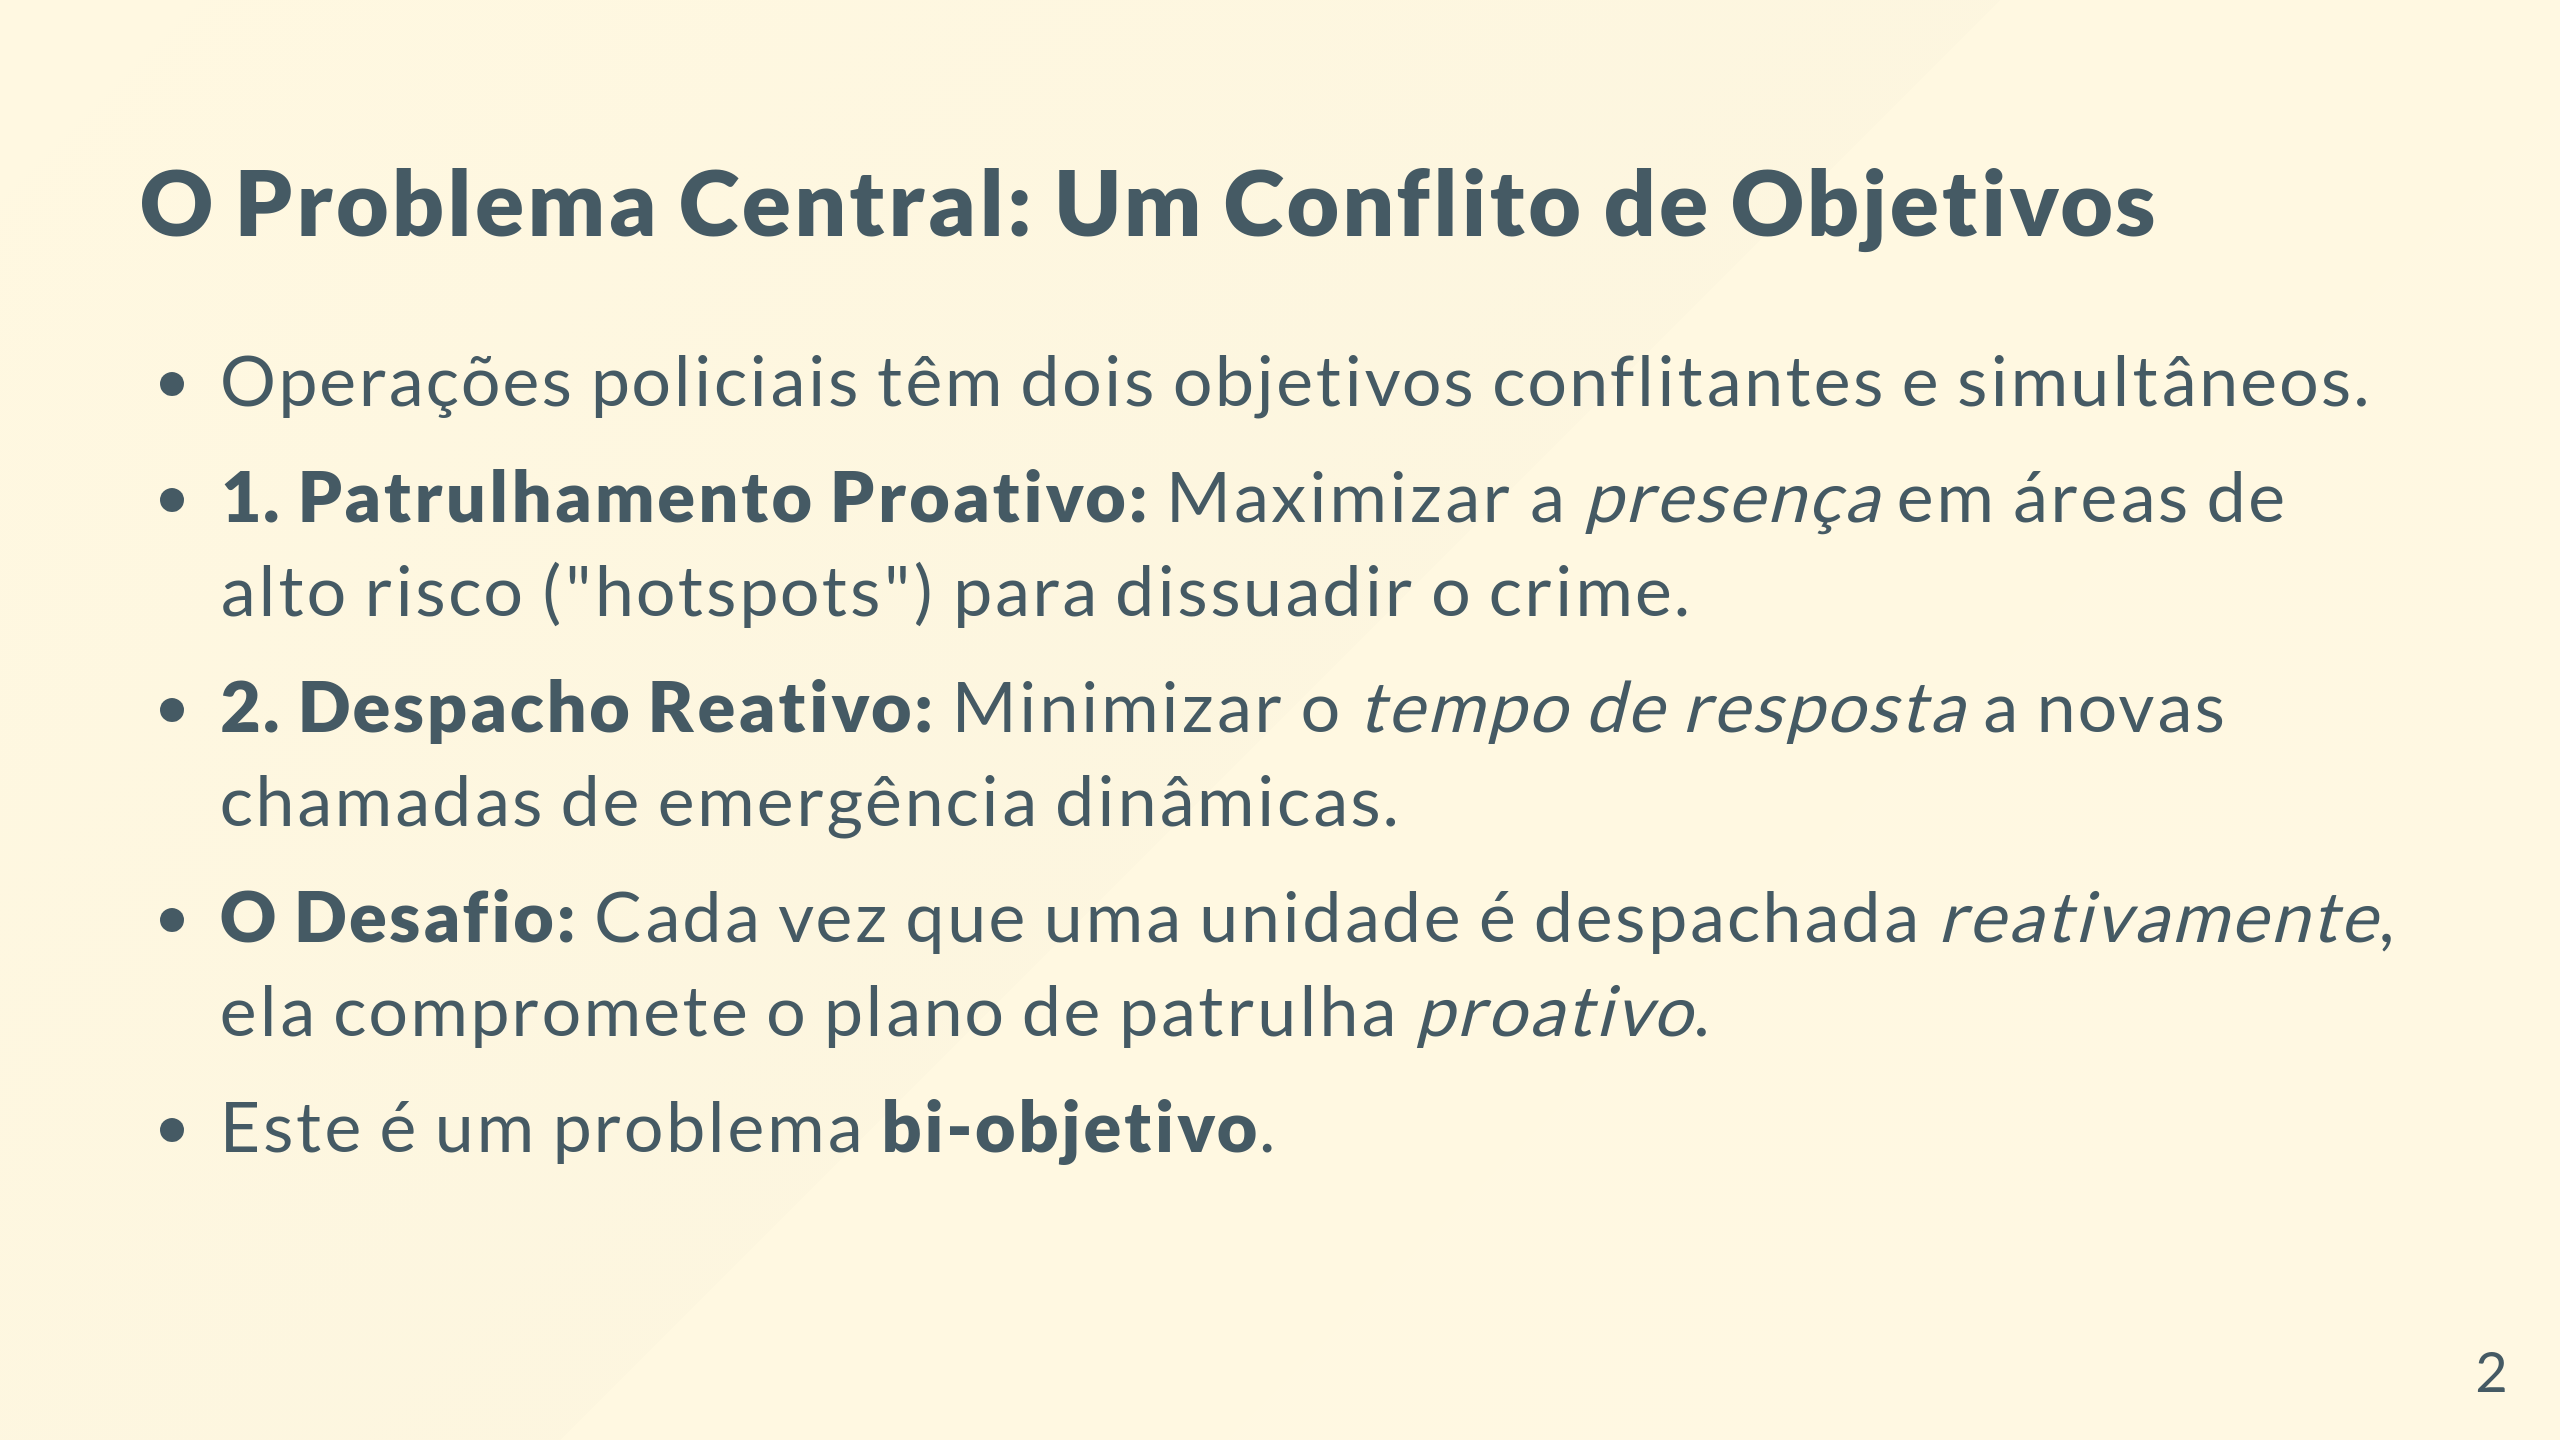 O Problema Central: Um Conflito de Objetivos
• Operações policiais têm dois objetivos conflitantes e simultâneos.
• 1. Patrulhamento Proativo: Maximizar a presença em áreas de
alto risco ("hotspots") para dissuadir o crime.
• 2. Despacho Reativo: Minimizar o tempo de resposta a novas
chamadas de emergência dinâmicas.
• O Desafio: Cada vez que uma unidade é despachada reativamente,
ela compromete o plano de patrulha proativo.
• Este é um problema bi-objetivo.
2